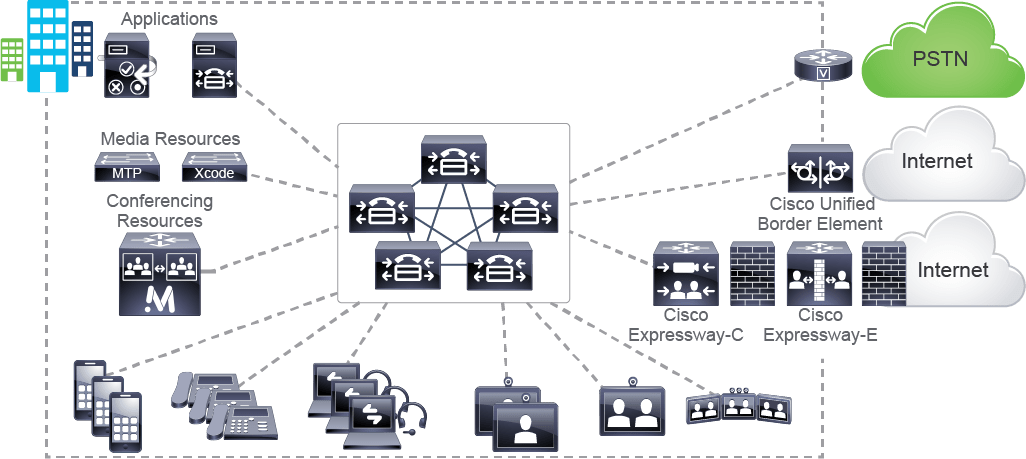 Applications
PSTN
V
Media Resources
MTP
Xcode
Internet
Conferencing
Resources
Cisco Unified
Border Element
Internet
M
Cisco
Expressway-C
Cisco
Expressway-E